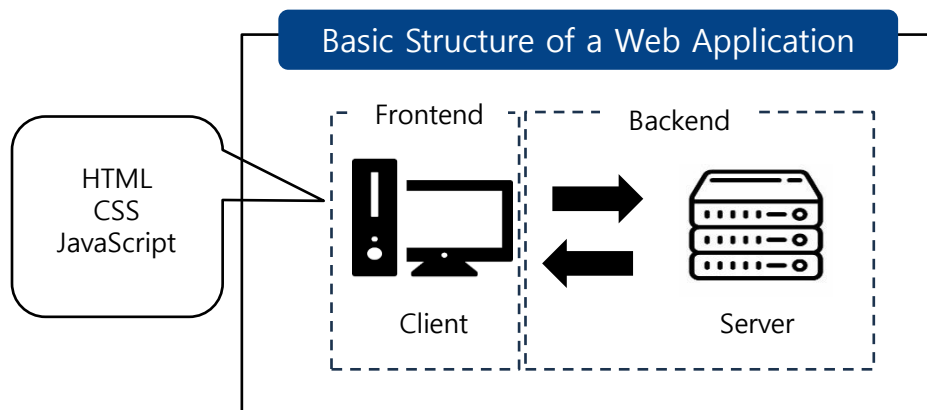 Basic Structure of a Web Application
Frontend
Backend
HTML
CSS
JavaScript
Client
Server